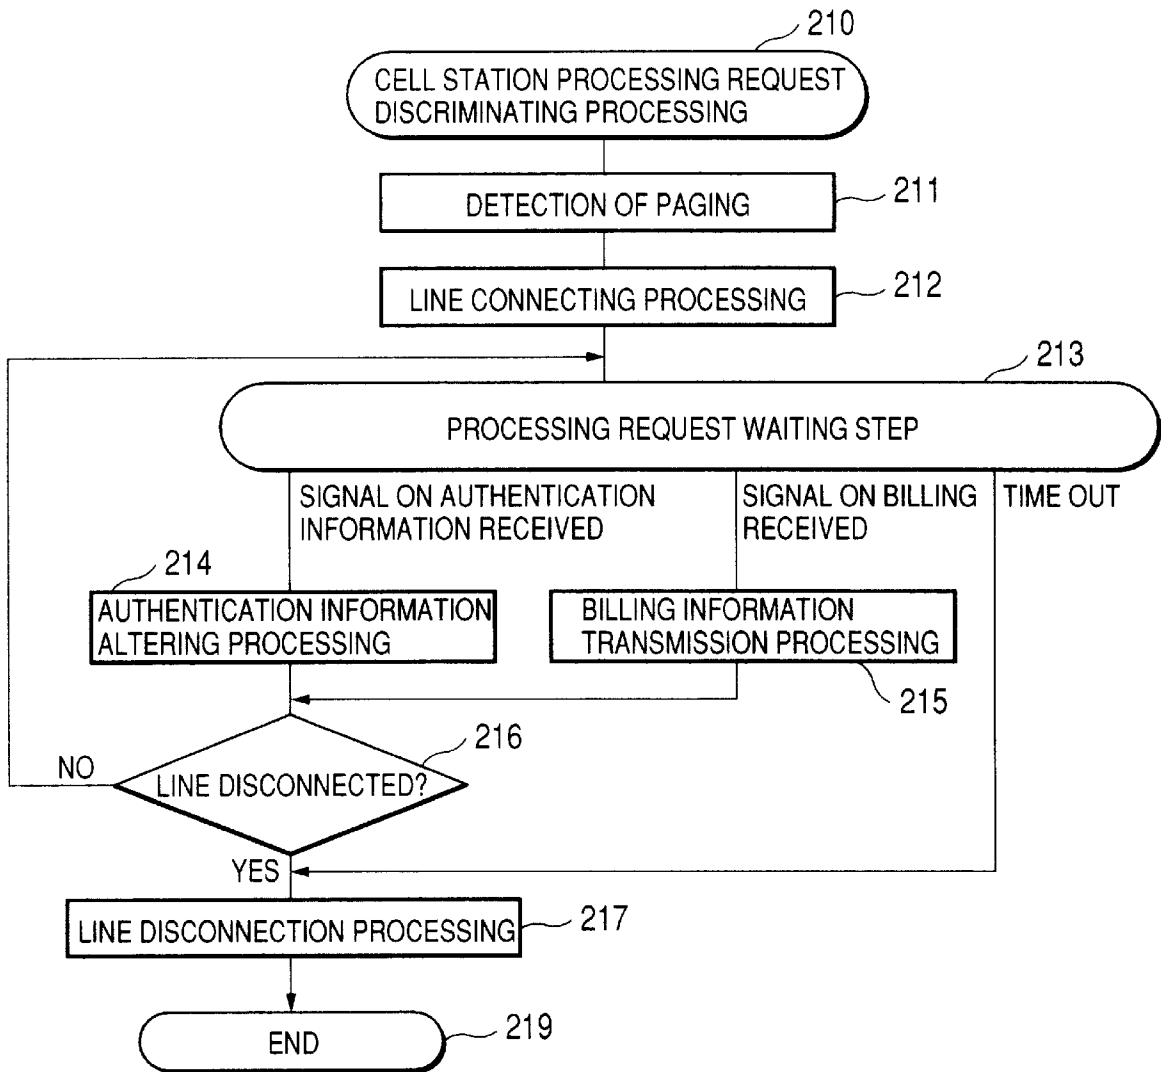 210
CELL STATION PROCESSING REQUEST
DISCRIMINATING PROCESSING
DETECTION OF PAGING
211
LINE CONNECTING PROCESSING
212
213
PROCESSING REQUEST WAITING STEP
SIGNAL ON AUTHENTICATION
INFORMATION RECEIVED
SIGNAL ON BILLING
RECEIVED
TIME OUT
214
AUTHENTICATION INFORMATION
ALTERING PROCESSING
BILLING INFORMATION
TRANSMISSION PROCESSING
215
216
NO
LINE DISCONNECTED?
YES
LINE DISCONNECTION PROCESSING
217
END
219